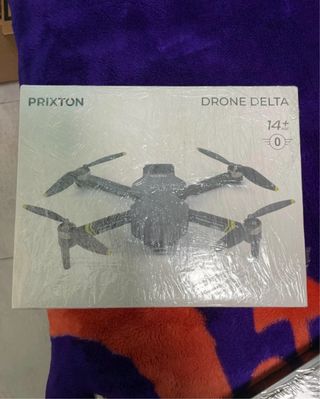 PRIXTON
DRONE DELTA
14+
0